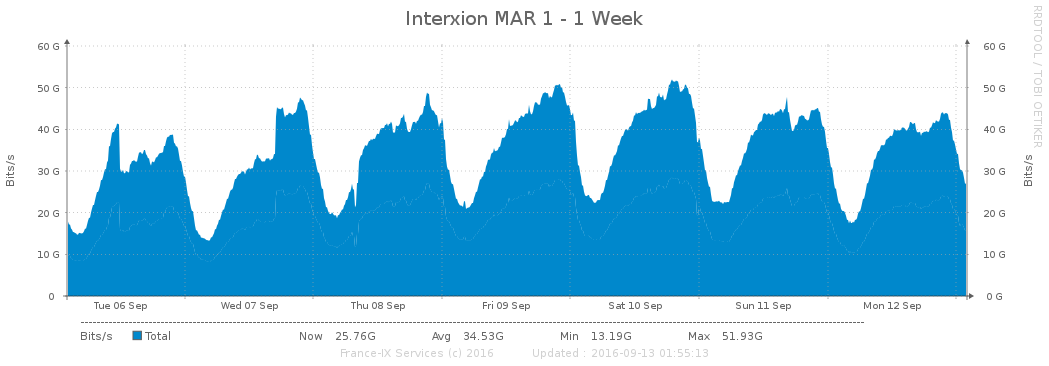 Interxion MAR 1 - 1 Week
RRDTOOL / TOBI OETIKER
60 G 60 G
50 G 50 G
40 G 40 G
30 G 30 G
20 G 20 G
10 G 10 G
0 0 G
Bits/s
Bits/s
Tue 06 Sep Wed 07 Sep Thu 08 Sep Fri 09 Sep Sat 10 Sep Sun 11 Sep Mon 12 Sep
Bits/s Total Now 25.76G Avg 34.53G Min 13.19G Max 51.93G
France-IX Services (c) 2016 Updated : 2016-09-13 01:55:13